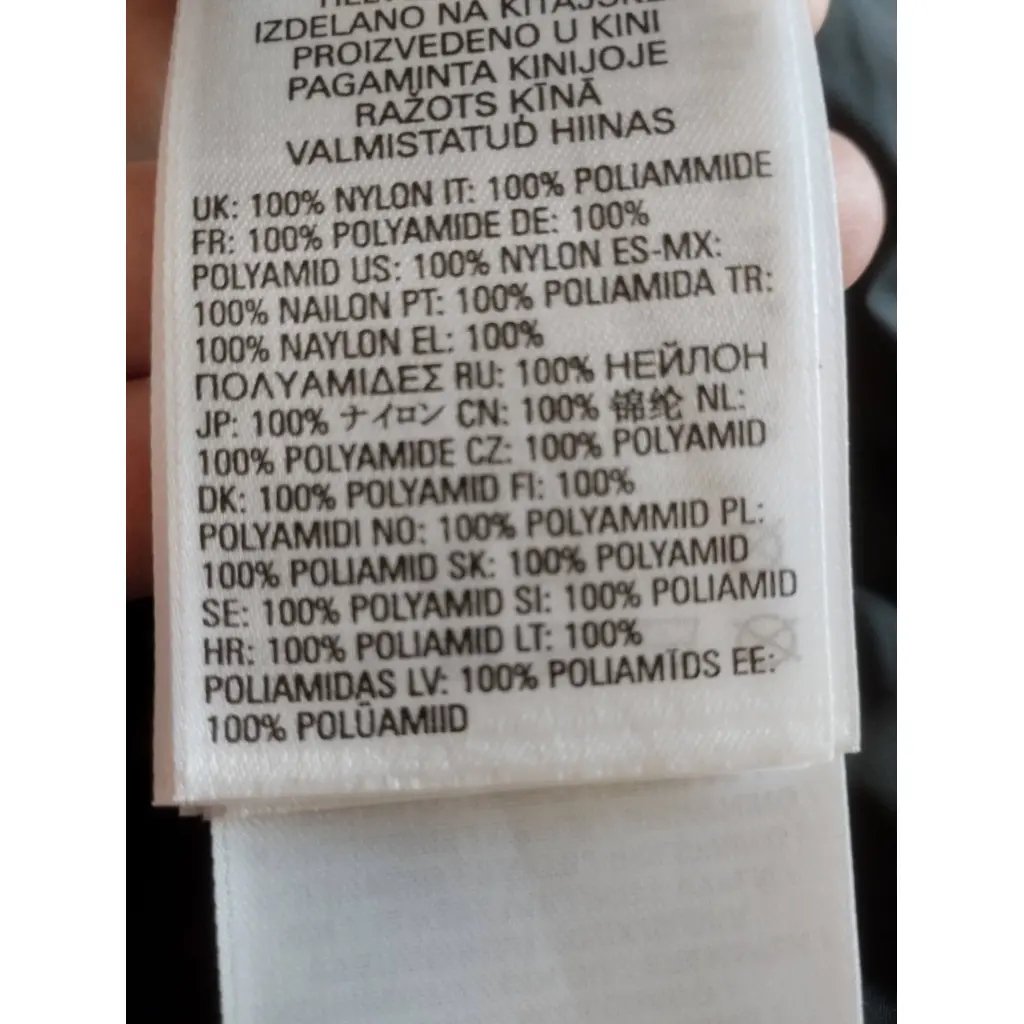 IZDELANO NA
PROIZVEDENO U KINI
PAGAMINTA KINIJOJE
RAŽOTS ĶĪNĀ
VALMISTATUD HIINAS
UK: 100% NYLON IT: 100% POLIAMMIDE
FR: 100% POLYAMIDE DE: 100%
POLYAMID US: 100% NYLON ES-MX:
100% NAILON PT: 100% POLIAMIDA TR:
100% NAYLON EL: 100%
ΠΟΛΥΑΜΙΔΕΣ RU: 100% НЕЙЛОН
JP: 100% ナイロン CN: 100% 锦纶 NL:
100% POLYAMIDE CZ: 100% POLYAMID
DK: 100% POLYAMID FI: 100%
POLYAMIDI NO: 100% POLYAMMID PL:
100% POLIAMID SK: 100% POLYAMID
SE: 100% POLYAMID SI: 100% POLIAMID
HR: 100% POLIAMID LT: 100%
POLIAMIDAS LV: 100% POLIAMĪDS EE:
100% POLÜAMIID